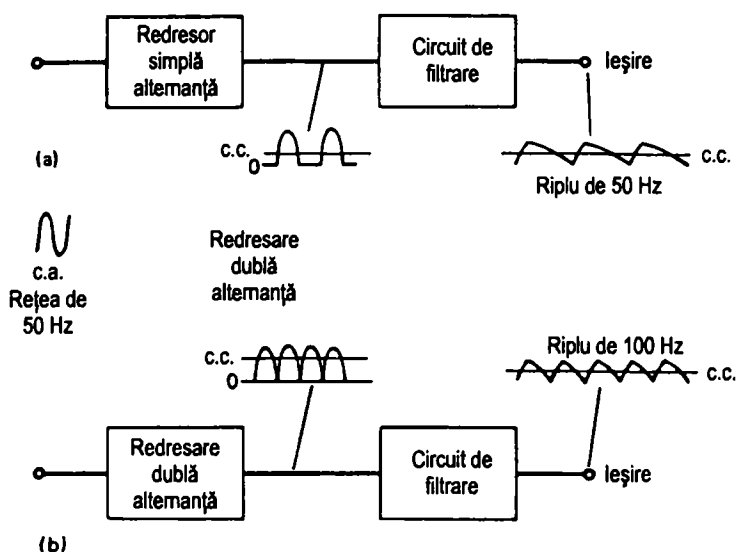 Redresor
simplă
alternanță
Circuit de
filtrare
Ieșire
c.c.
0
c.c.
Riplu de 50 Hz
(a)
c.a.
Rețea de
50 Hz
Redresare
dublă
alternanță
c.c.
0
Riplu de 100 Hz
c.c.
Redresare
dublă
alternanță
Circuit de
filtrare
Ieșire
(b)